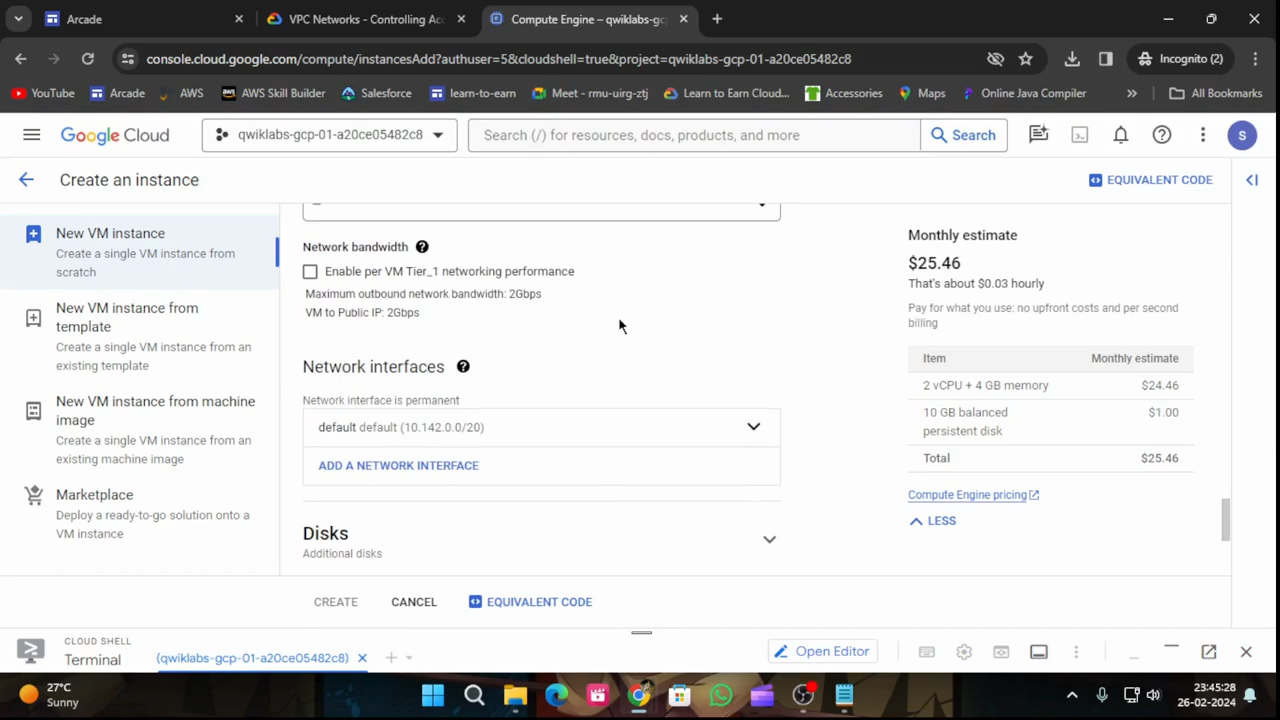 Arcade
VPC Networks - Controlling Acc
Compute Engine – qwiklabs-gc
console.cloud.google.com/compute/instancesAdd?authuser=5&cloudshell=true&project=qwiklabs-gcp-01-a20ce05482c8
Incognito (2)
YouTube
Arcade
AWS
AWS Skill Builder
Salesforce
learn-to-earn
Meet - rmu-uirg-ztj
Learn to Earn Cloud...
Accessories
Maps
Online Java Compiler
»
All Bookmarks
Google Cloud
qwiklabs-gcp-01-a20ce05482c8
Search (/) for resources, docs, products, and more
Search
S
Create an instance
EQUIVALENT CODE
New VM instance
Create a single VM instance from
scratch
New VM instance from
template
Create a single VM instance from an
existing template
New VM instance from machine
image
Create a single VM instance from an
existing machine image
Marketplace
Deploy a ready-to-go solution onto a
VM instance
Network bandwidth
Enable per VM Tier_1 networking performance
Maximum outbound network bandwidth: 2Gbps
VM to Public IP: 2Gbps
Network interfaces
Network interface is permanent
default default (10.142.0.0/20)
ADD A NETWORK INTERFACE
Disks
Additional disks
Monthly estimate
$25.46
That's about $0.03 hourly
Pay for what you use: no upfront costs and per second
billing
Item Monthly estimate
2 vCPU + 4 GB memory $24.46
10 GB balanced $1.00
persistent disk
Total $25.46
Compute Engine pricing
LESS
CREATE
CANCEL
EQUIVALENT CODE
CLOUD SHELL
Terminal
(qwiklabs-gcp-01-a20ce05482c8)
Open Editor
27°C
Sunny
23:45:28
26-02-2024